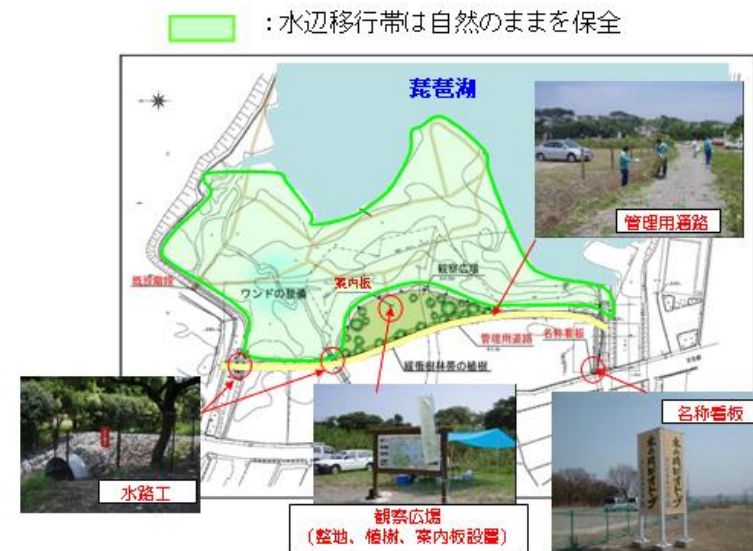 ：水辺移行帯は自然のままを保全
琵琶湖
管理用通路
観察広場
案内板
ワンドの整備
管理用通路
名称看板
緩衝樹林帯の植樹
名称看板
水路工
観察広場
（整地、植樹、案内板設置）